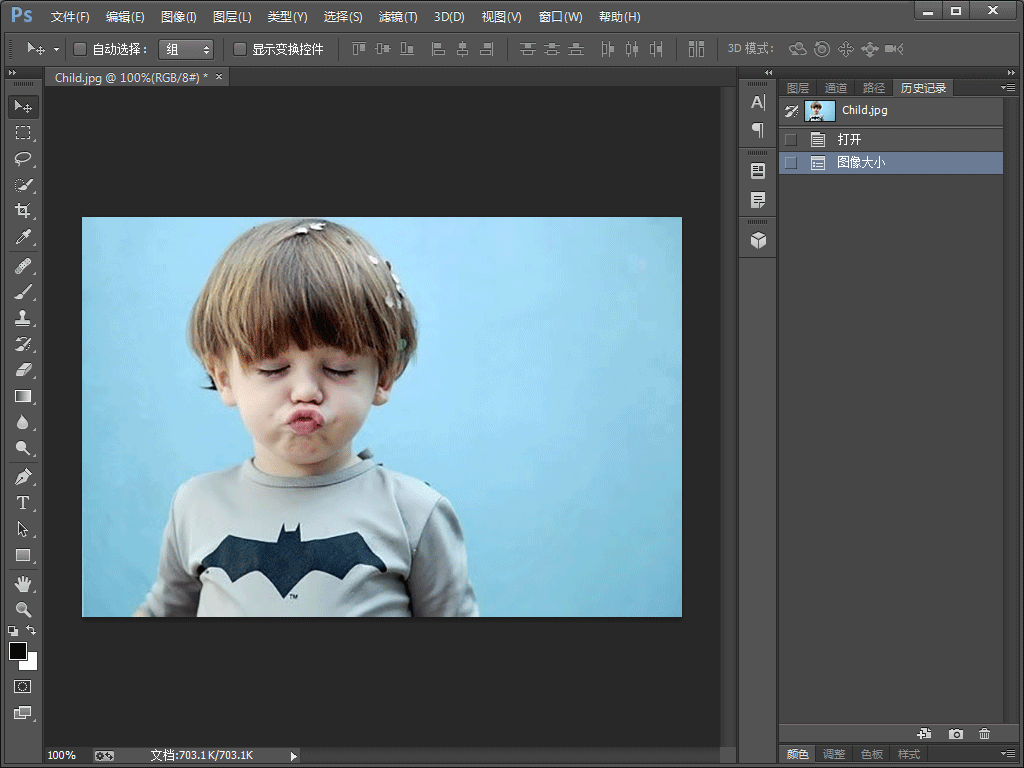 Ps 文件(F) 编辑(E) 图像(I) 图层(L) 类型(Y) 选择(S) 滤镜(T) 3D(D) 视图(V) 窗口(W) 帮助(H)
自动选择： 组 显示变换控件 3D 模式：
Child.jpg @ 100%(RGB/8#) * ×
图层 通道 路径 历史记录
Child.jpg
打开
图像大小
TM
100% 文档:703.1K/703.1K
颜色 调整 色板 样式